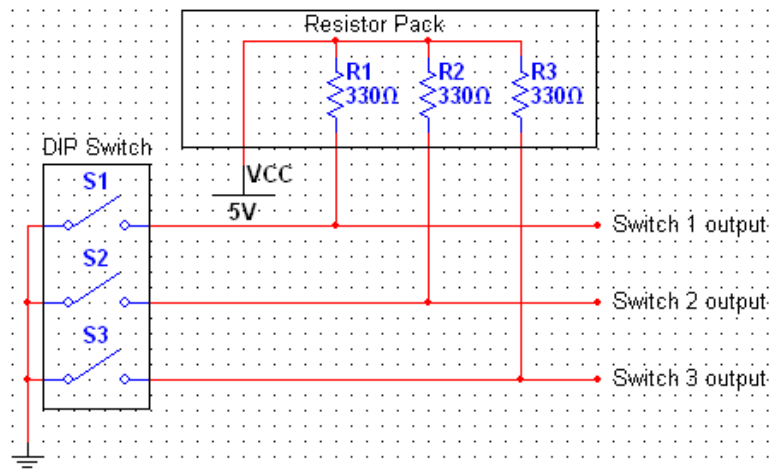 Resistor Pack
R1
330Ω
R2
330Ω
R3
330Ω
DIP Switch
VCC
5V
S1
Switch 1 output
S2
Switch 2 output
S3
Switch 3 output